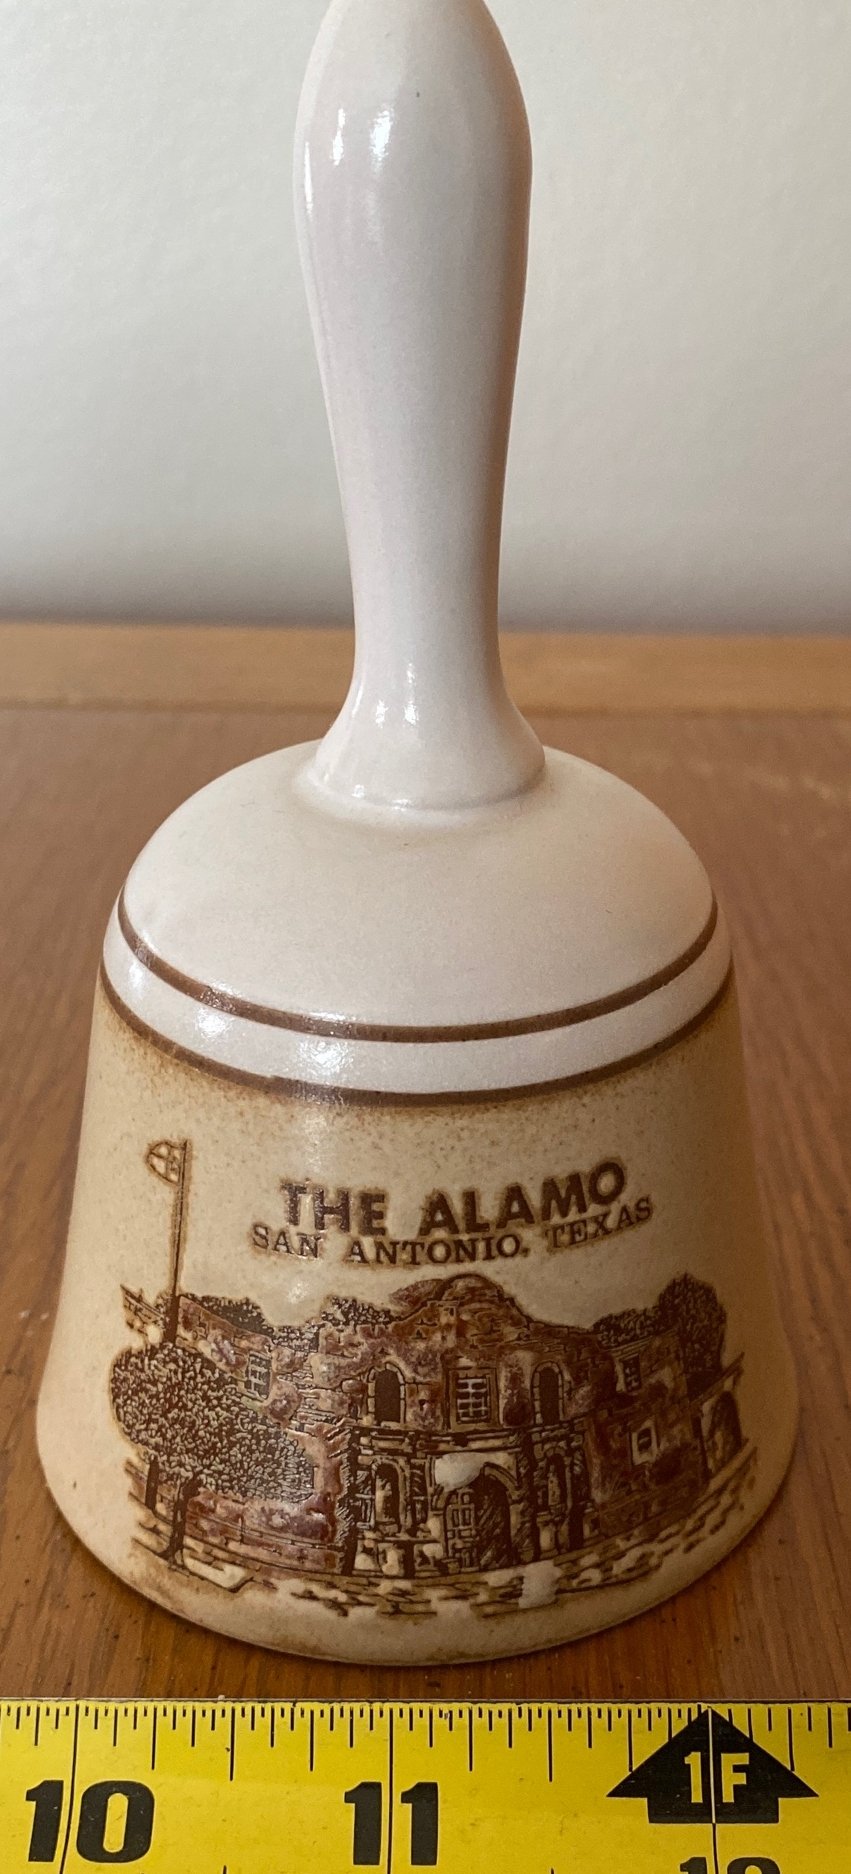 THE ALAMO
SAN ANTONIO, TEXAS
10 11 1F